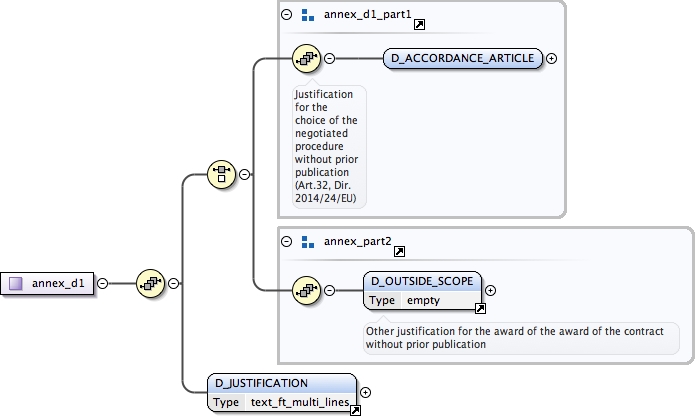 annex_d1_part1
D_ACCORDANCE_ARTICLE
Justification
for the
choice of the
negotiated
procedure
without prior
publication
(Art.32, Dir.
2014/24/EU)
annex_part2
annex_d1
D_OUTSIDE_SCOPE
Type empty
Other justification for the award of the award of the contract
without prior publication
D_JUSTIFICATION
Type text_ft_multi_lines